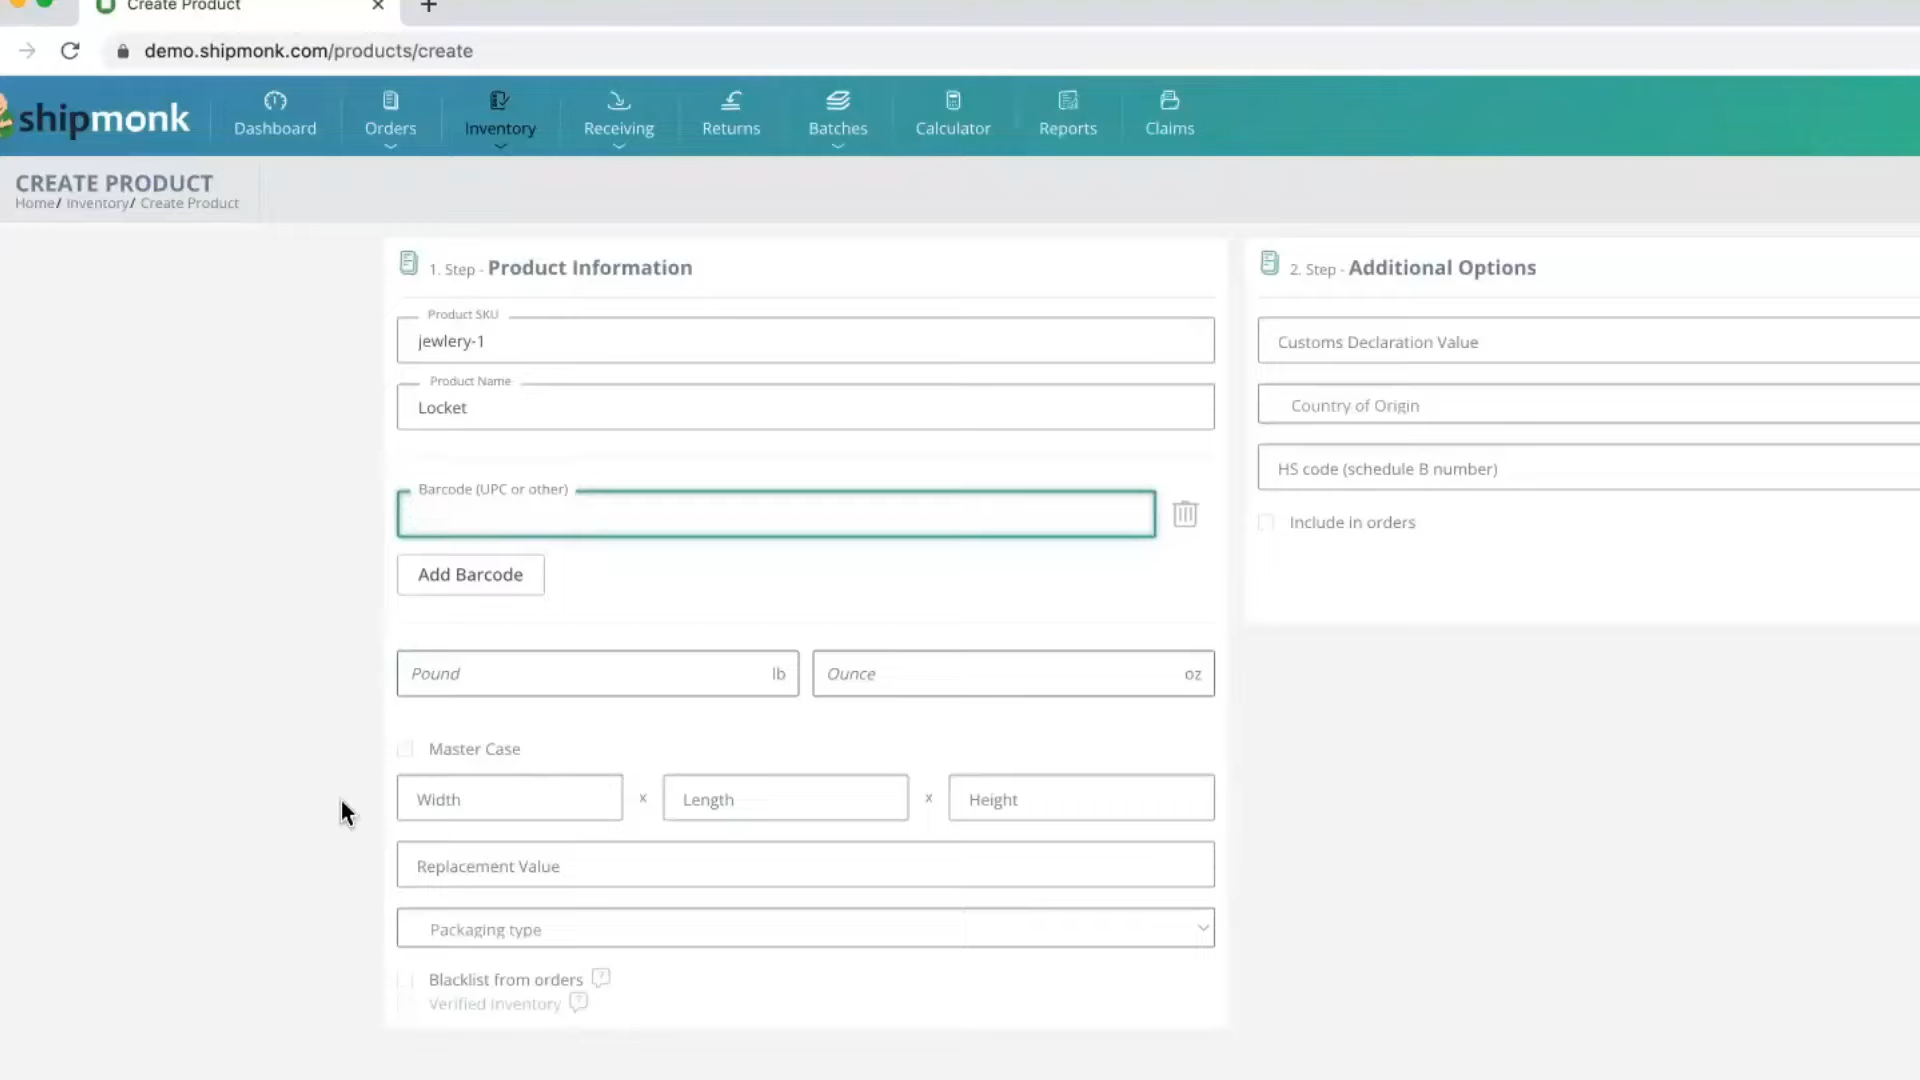 Create Product
demo.shipmonk.com/products/create
shipmonk
Dashboard
Orders
Inventory
Receiving
Returns
Batches
Calculator
Reports
Claims
CREATE PRODUCT
Home/ Inventory/ Create Product
1. Step - Product Information
Product SKU
jewlery-1
Product Name
Locket
Barcode (UPC or other)
Add Barcode
Pound lb
Ounce oz
Master Case
Width x Length x Height
Replacement Value
Packaging type
Blacklist from orders ?
Verified Inventory ?
2. Step - Additional Options
Customs Declaration Value
Country of Origin
HS code (schedule B number)
Include in orders